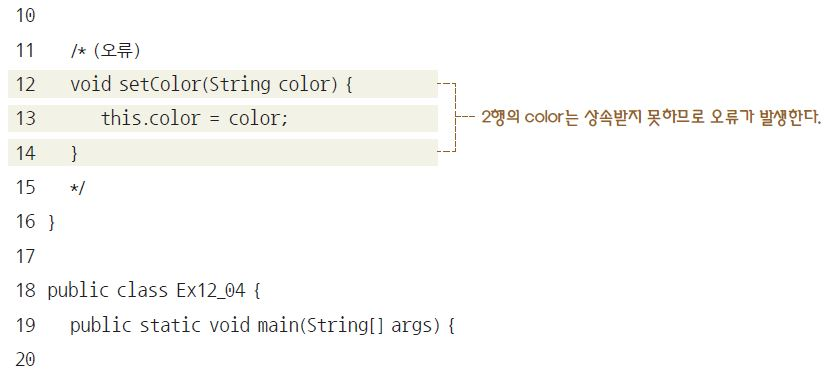 10
11 /* (오류)
12 void setColor(String color) {
13 this.color = color;
2행의 color는 상속받지 못하므로 오류가 발생한다.
14 }
15 */
16 }
17
18 public class Ex12_04 {
19 public static void main(String[] args) {
20